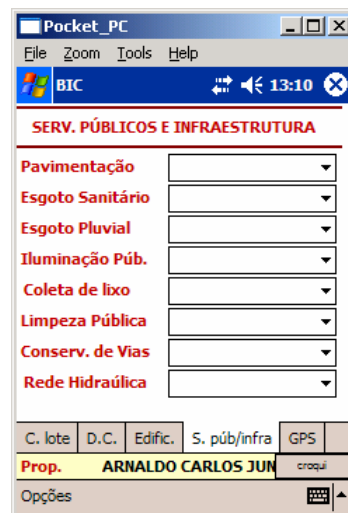 Pocket_PC
File Zoom Tools Help
BIC 13:10
SERV. PÚBLICOS E INFRAESTRUTURA
Pavimentação
Esgoto Sanitário
Esgoto Pluvial
Iluminação Púb.
Coleta de lixo
Limpeza Pública
Conserv. de Vias
Rede Hidraúlica
C. lote D.C. Edific. S. púb/infra GPS
Prop. ARNALDO CARLOS JUN croqui
Opções